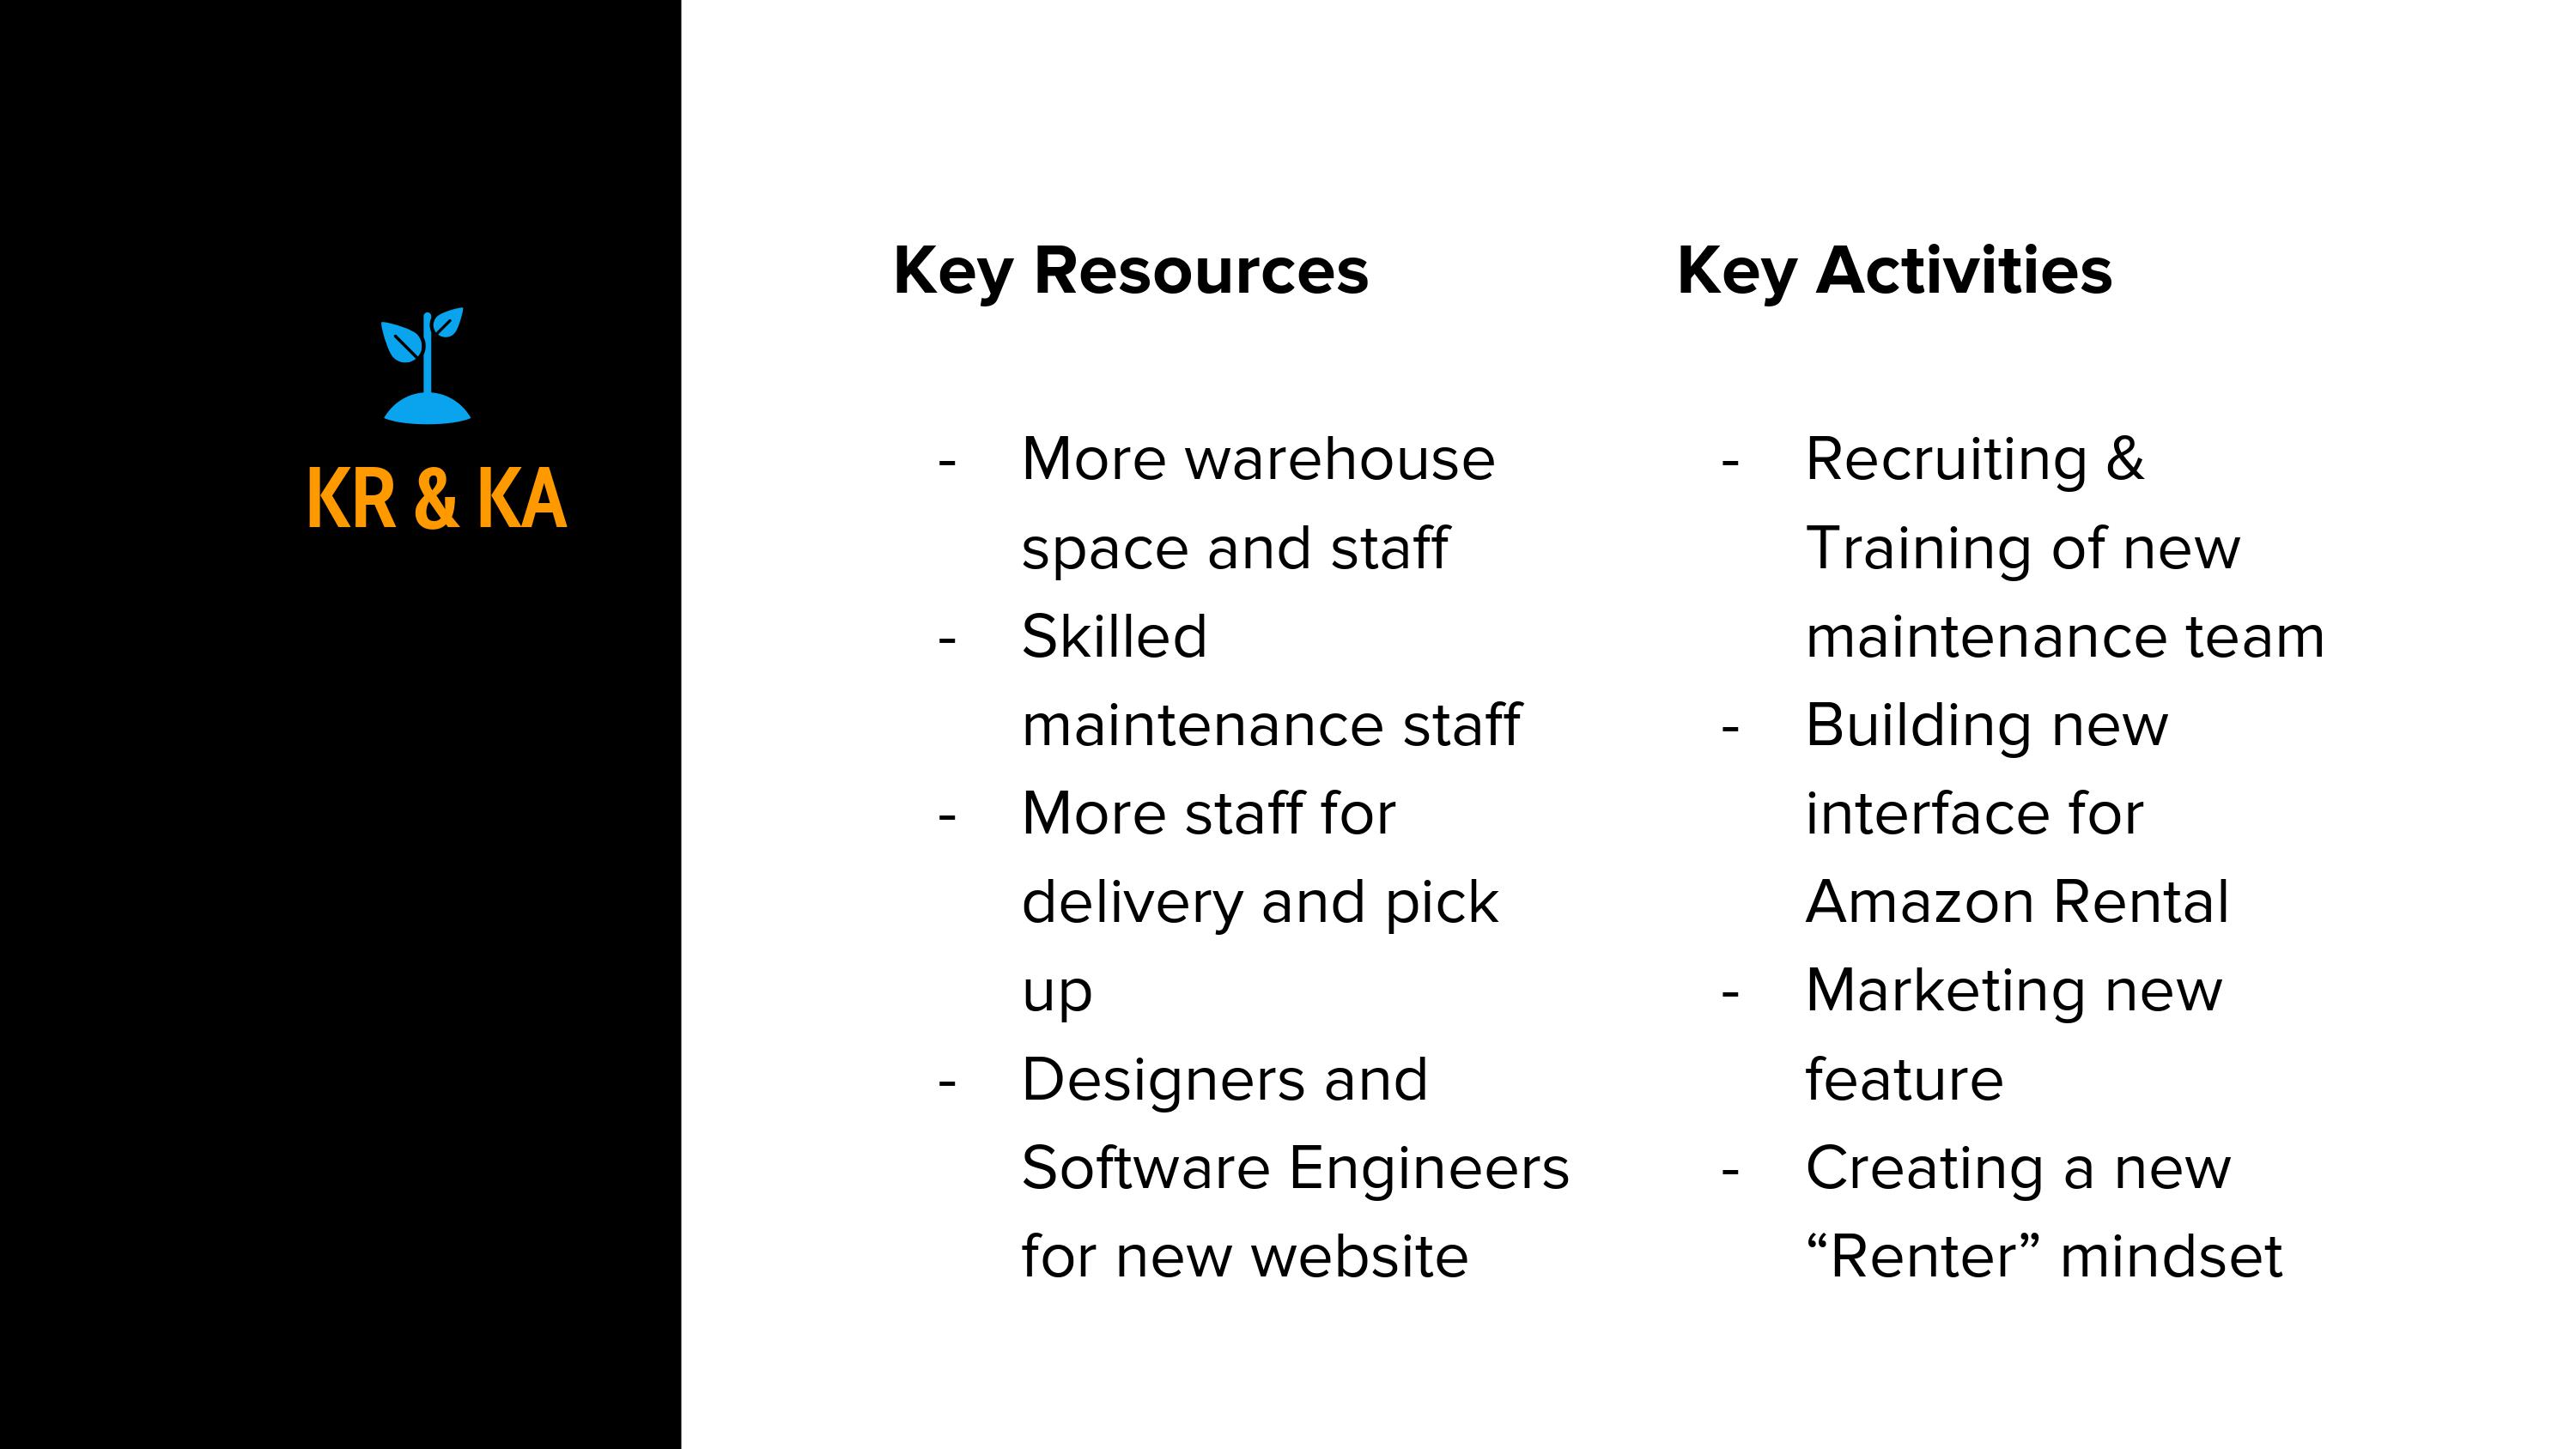 KR & KA
Key Resources
- More warehouse
space and staff
- Skilled
maintenance staff
- More staff for
delivery and pick
up
- Designers and
Software Engineers
for new website
Key Activities
- Recruiting &
Training of new
maintenance team
- Building new
interface for
Amazon Rental
- Marketing new
feature
- Creating a new
“Renter” mindset